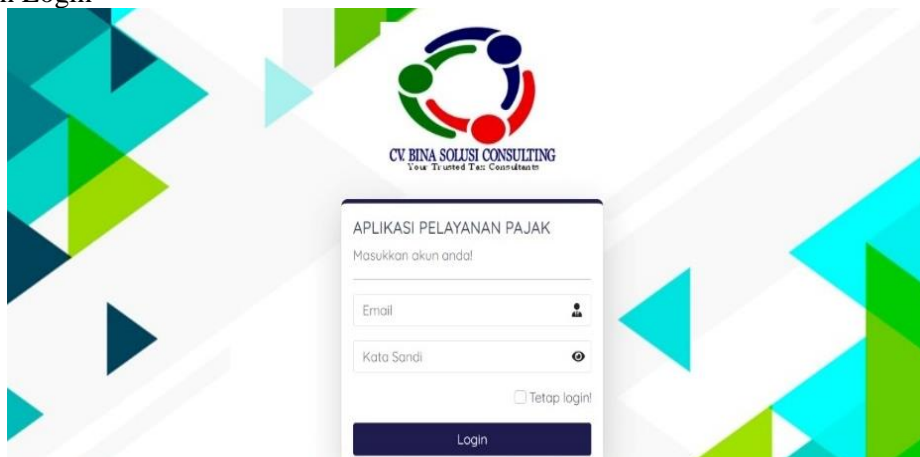 n Login
CV. BINA SOLUSI CONSULTING
Your Trusted Tax Consultants
APLIKASI PELAYANAN PAJAK
Masukkan akun anda!
Email
Kata Sandi
Tetap login!
Login